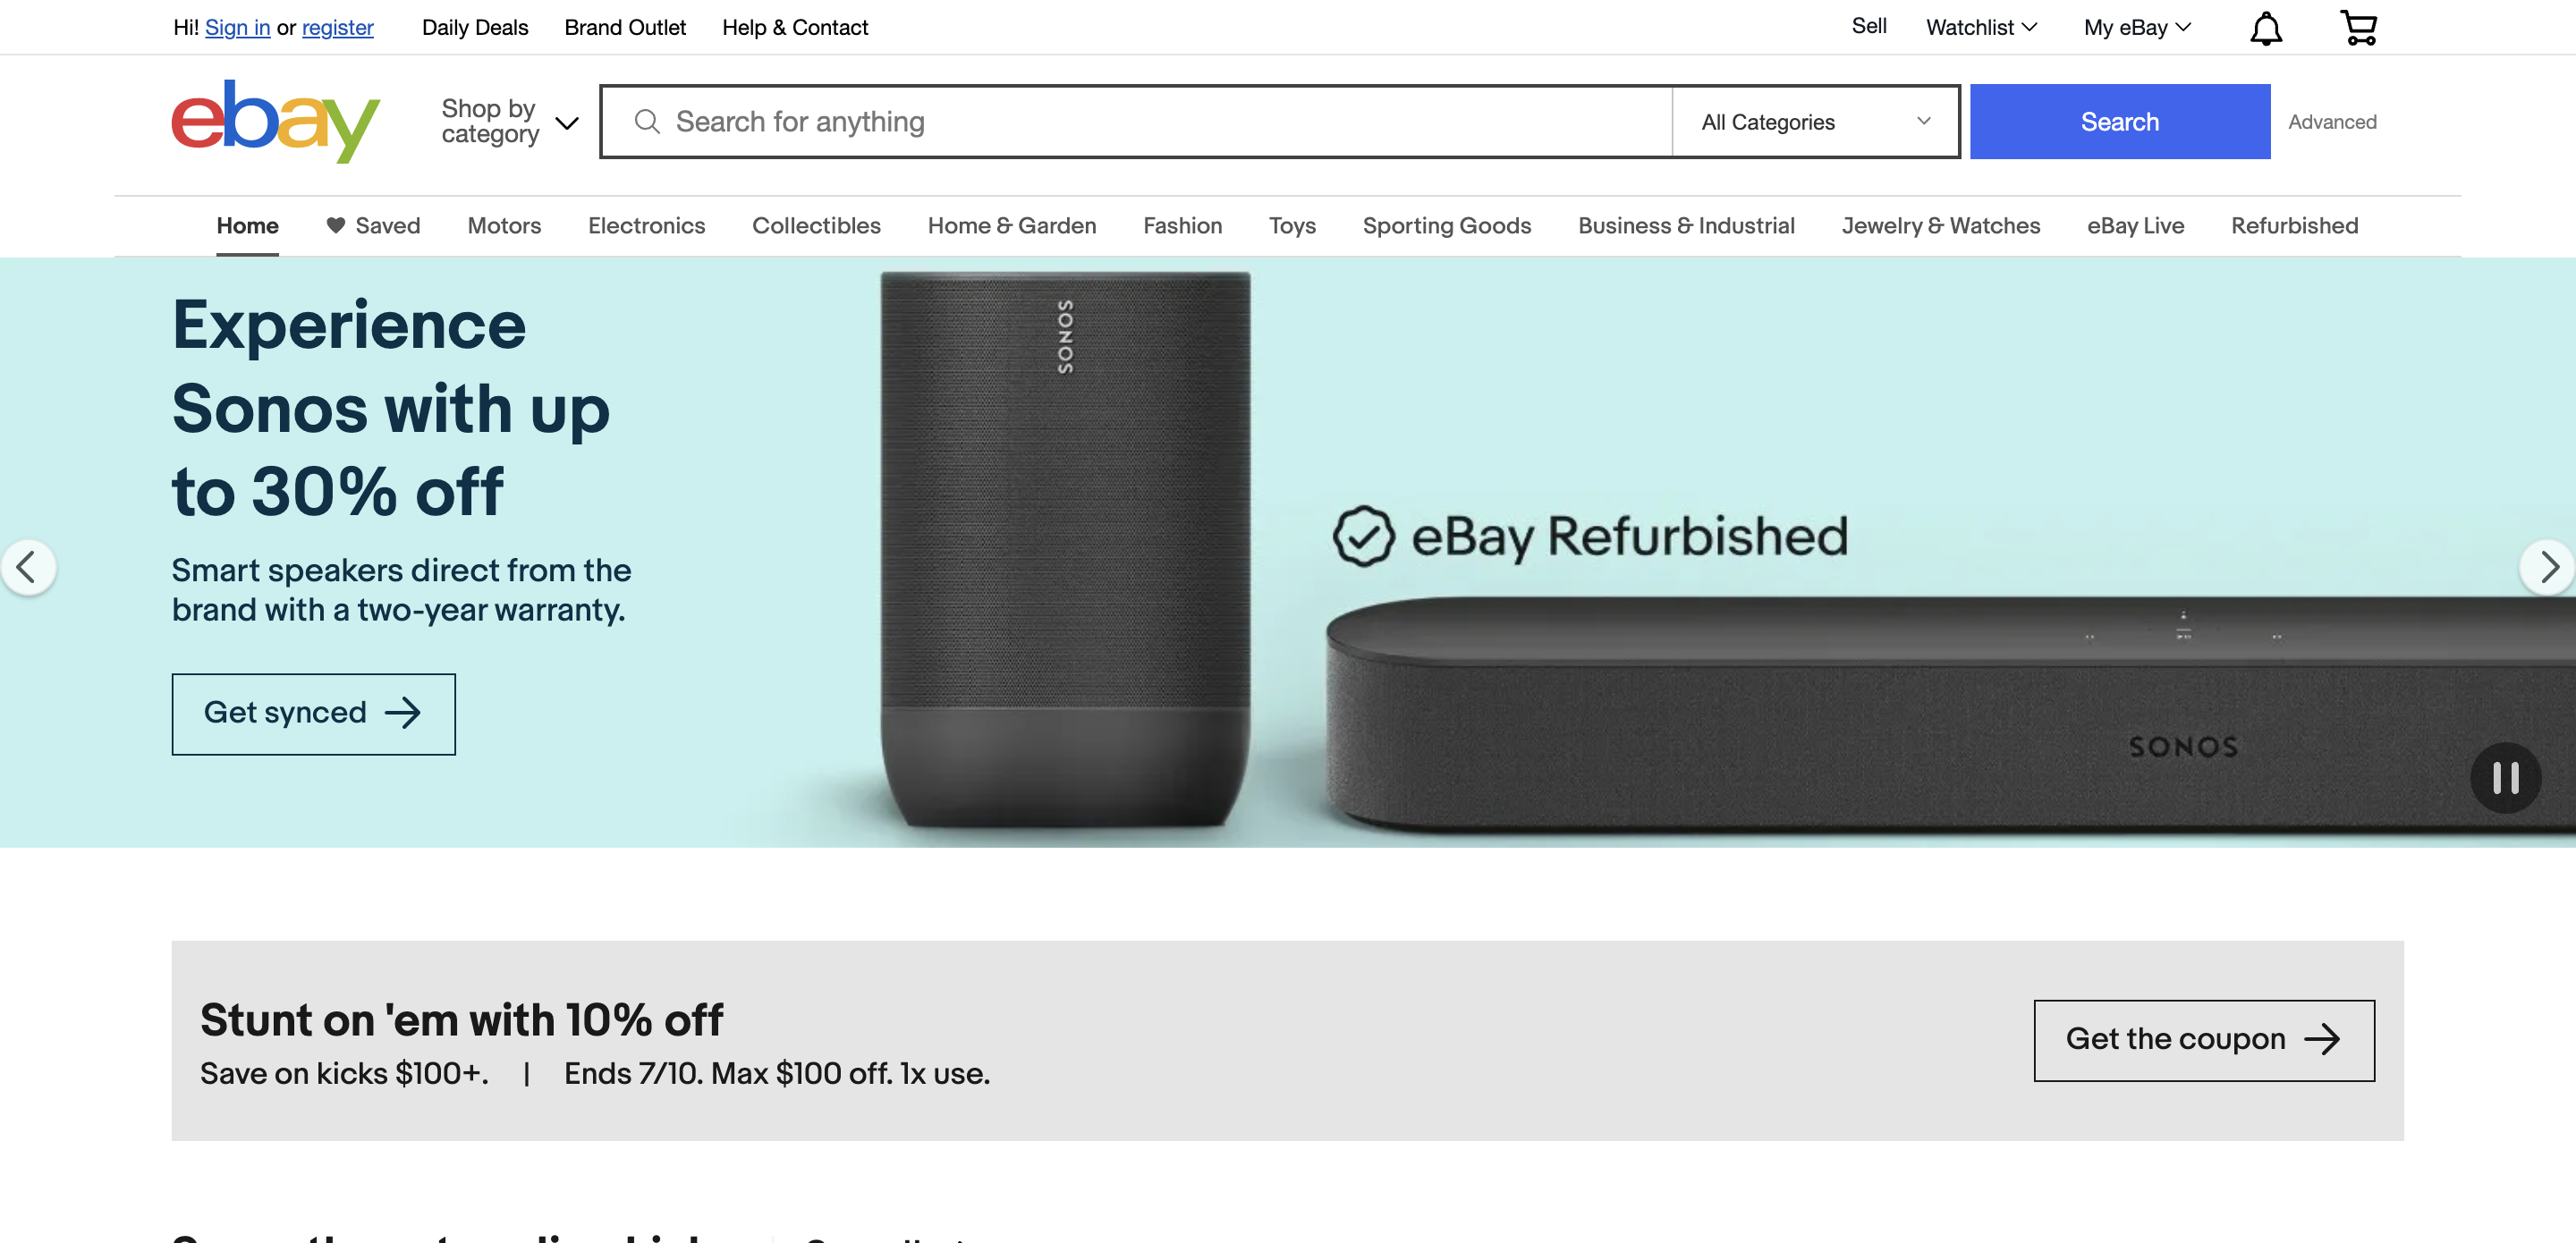 Hi! Sign in or register Daily Deals Brand Outlet Help & Contact Sell Watchlist My eBay
ebay
Shop by
category
Search for anything
All Categories
Search
Advanced
Home Saved Motors Electronics Collectibles Home & Garden Fashion Toys Sporting Goods Business & Industrial Jewelry & Watches eBay Live Refurbished
Experience
Sonos with up
to 30% off
Smart speakers direct from the
brand with a two-year warranty.
Get synced
SONOS
eBay Refurbished
SONOS
Stunt on 'em with 10% off
Save on kicks $100+. | Ends 7/10. Max $100 off. 1x use.
Get the coupon